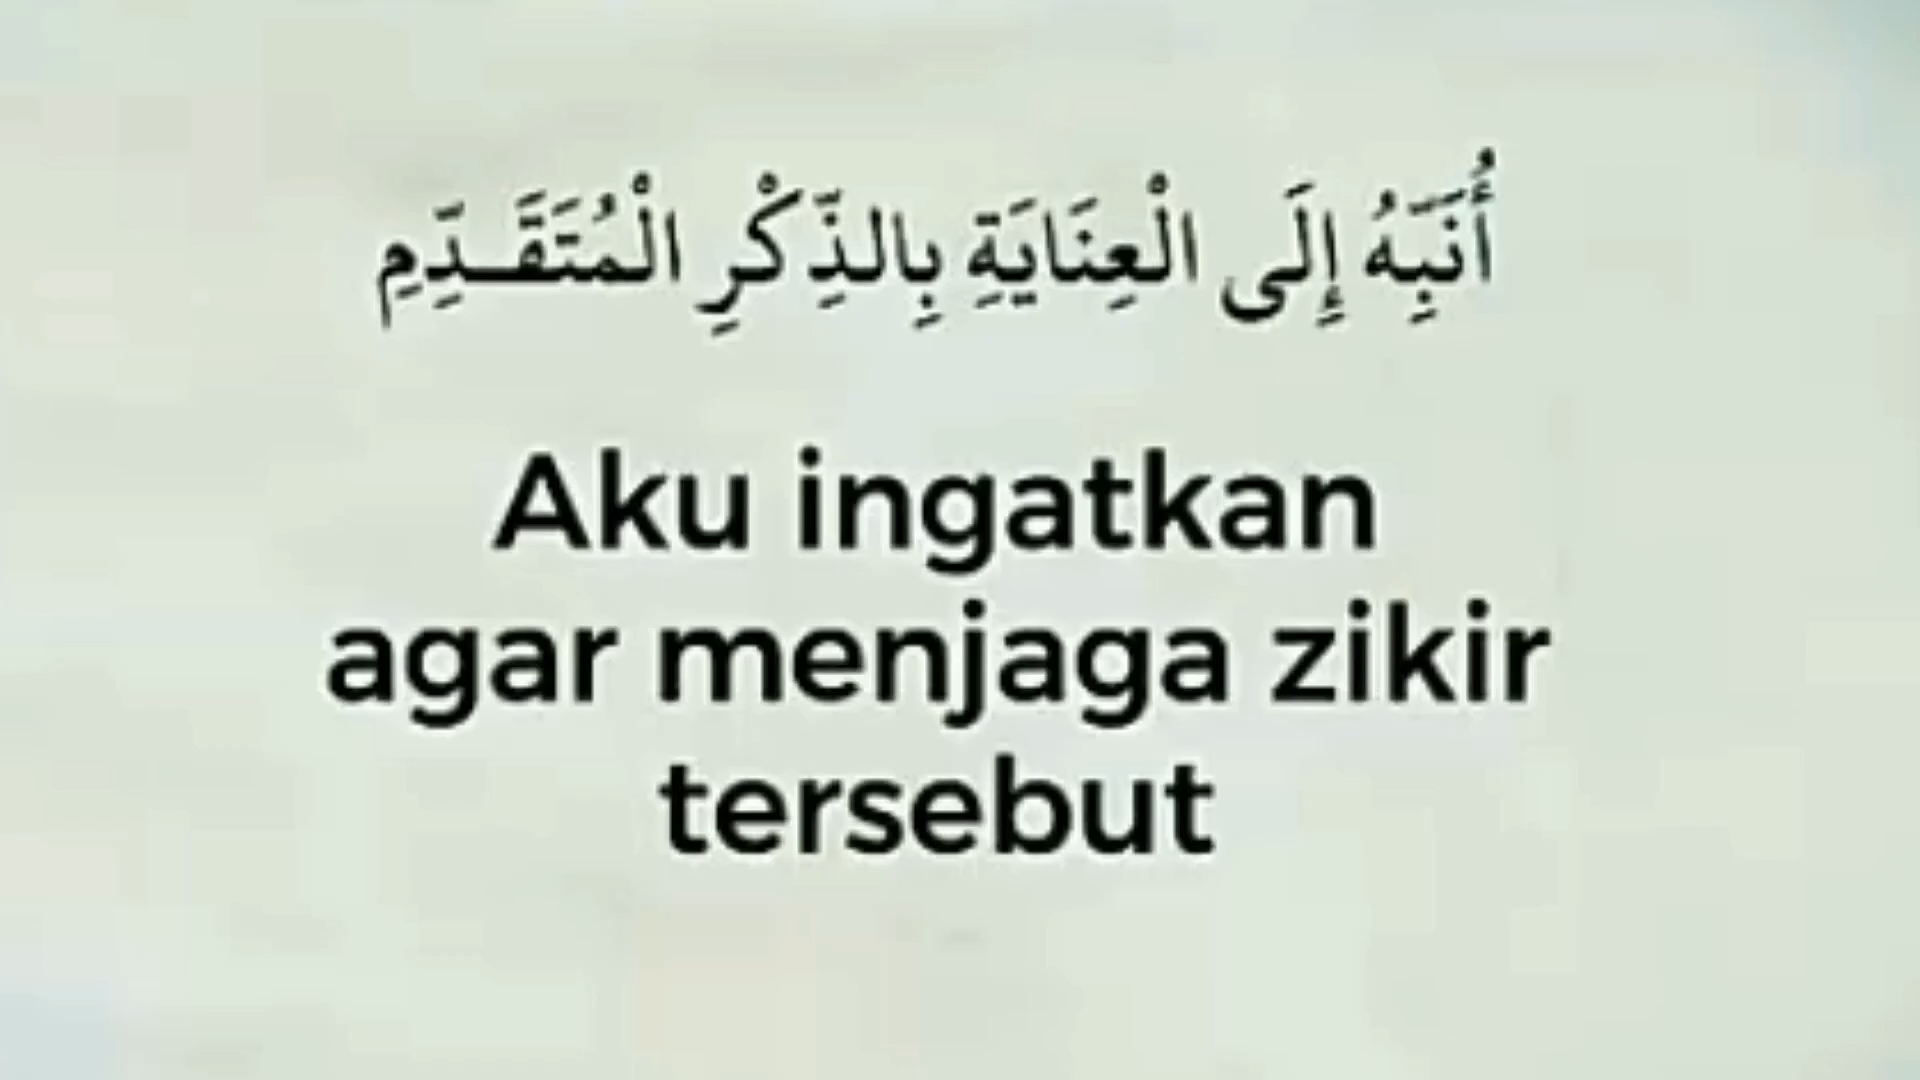 أُنَبِّهُ إِلَى الْعِنَايَةِ بِالذِّكْرِ الْمُتَقَـدِّمِ
Aku ingatkan
agar menjaga zikir
tersebut